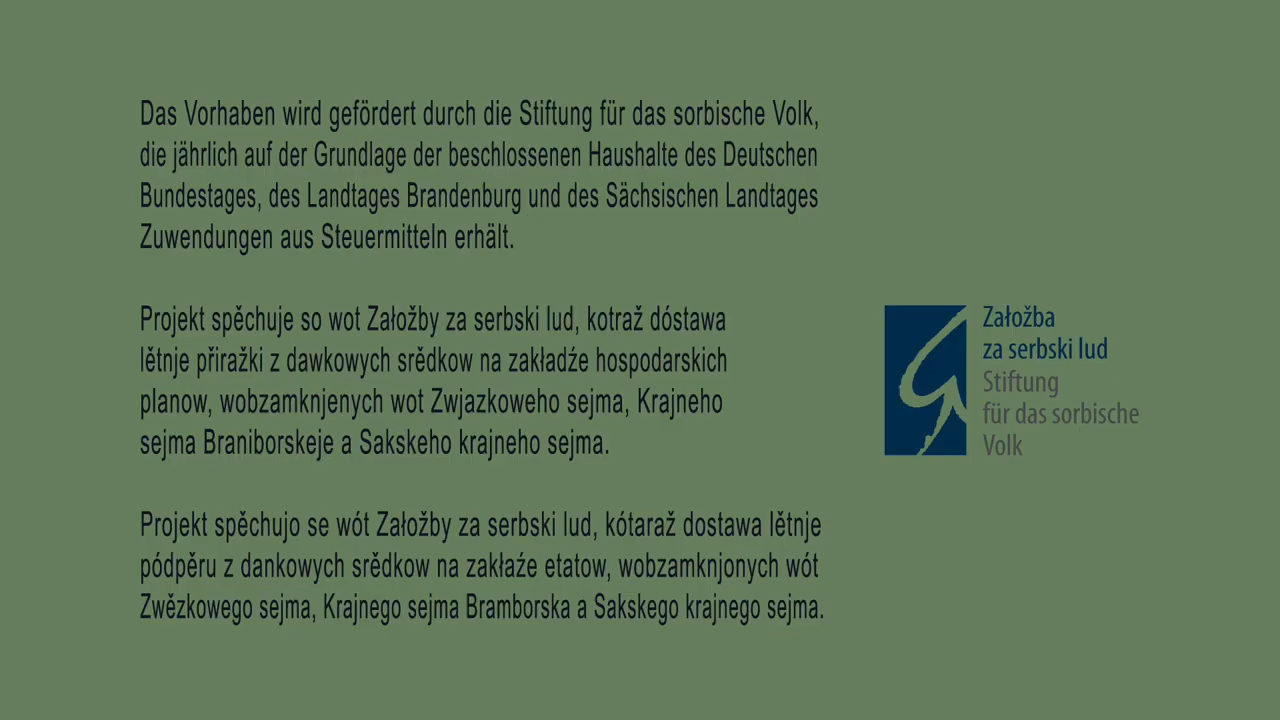 Das Vorhaben wird gefördert durch die Stiftung für das sorbische Volk,
die jährlich auf der Grundlage der beschlossenen Haushalte des Deutschen
Bundestages, des Landtages Brandenburg und des Sächsischen Landtages
Zuwendungen aus Steuermitteln erhält.
Projekt spěchuje so wot Załožby za serbski lud, kotraž dóstawa
lětnje přiražki z dawkowych srědkow na zakładźe hospodarskich
planow, wobzamknjenych wot Zwjazkoweho sejma, Krajneho
sejma Braniborskeje a Sakskeho krajneho sejma.
Projekt spěchujo se wót Załožby za serbski lud, kótaraž dostawa lětnje
pódpěru z dankowych srědkow na zakłaźe etatow, wobzamknjonych wót
Zwězkowego sejma, Krajnego sejma Bramborska a Sakskego krajnego sejma.
Załožba
za serbski lud
Stiftung
für das sorbische
Volk